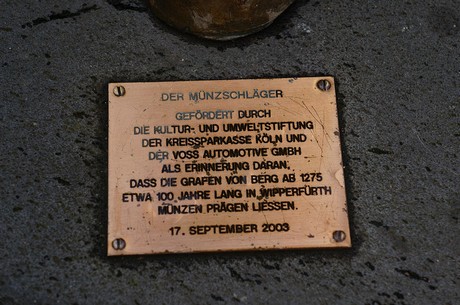 DER MÜNZSCHLÄGER
GEFÖRDERT DURCH
DIE KULTUR- UND UMWELTSTIFTUNG
DER KREISSPARKASSE KÖLN UND
DER VOSS AUTOMOTIVE GMBH
ALS ERINNERUNG DARAN,
DASS DIE GRAFEN VON BERG AB 1275
ETWA 100 JAHRE LANG IN WIPPERFÜRTH
MÜNZEN PRÄGEN LIESSEN.
17. SEPTEMBER 2003